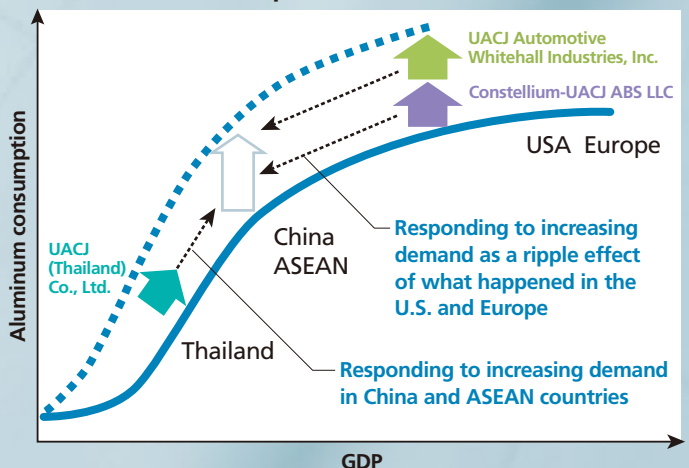 UACJ Automotive
Whitehall Industries, Inc.
Constellium-UACJ ABS LLC
USA Europe
Aluminum consumption
China
ASEAN
Responding to increasing
demand as a ripple effect
of what happened in the
U.S. and Europe
UACJ
(Thailand)
Co., Ltd.
Thailand
Responding to increasing demand
in China and ASEAN countries
GDP